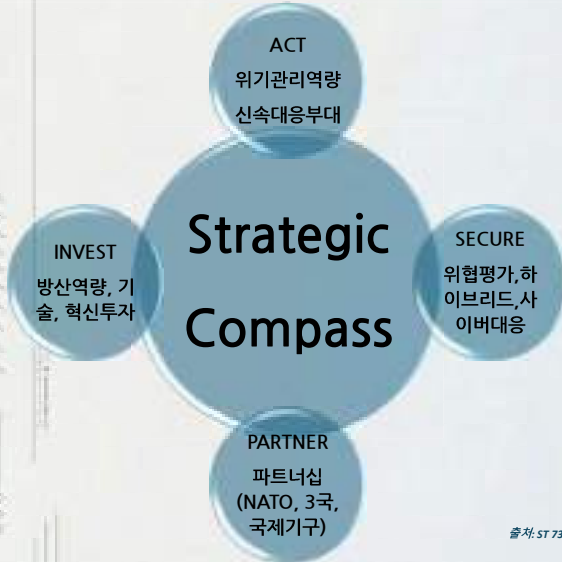 ACT
위기관리역량
신속대응부대
INVEST
방산역량, 기
술, 혁신투자
Strategic
Compass
SECURE
위협평가,하
이브리드,사
이버대응
PARTNER
파트너십
(NATO, 3국,
국제기구)
출처: ST 73